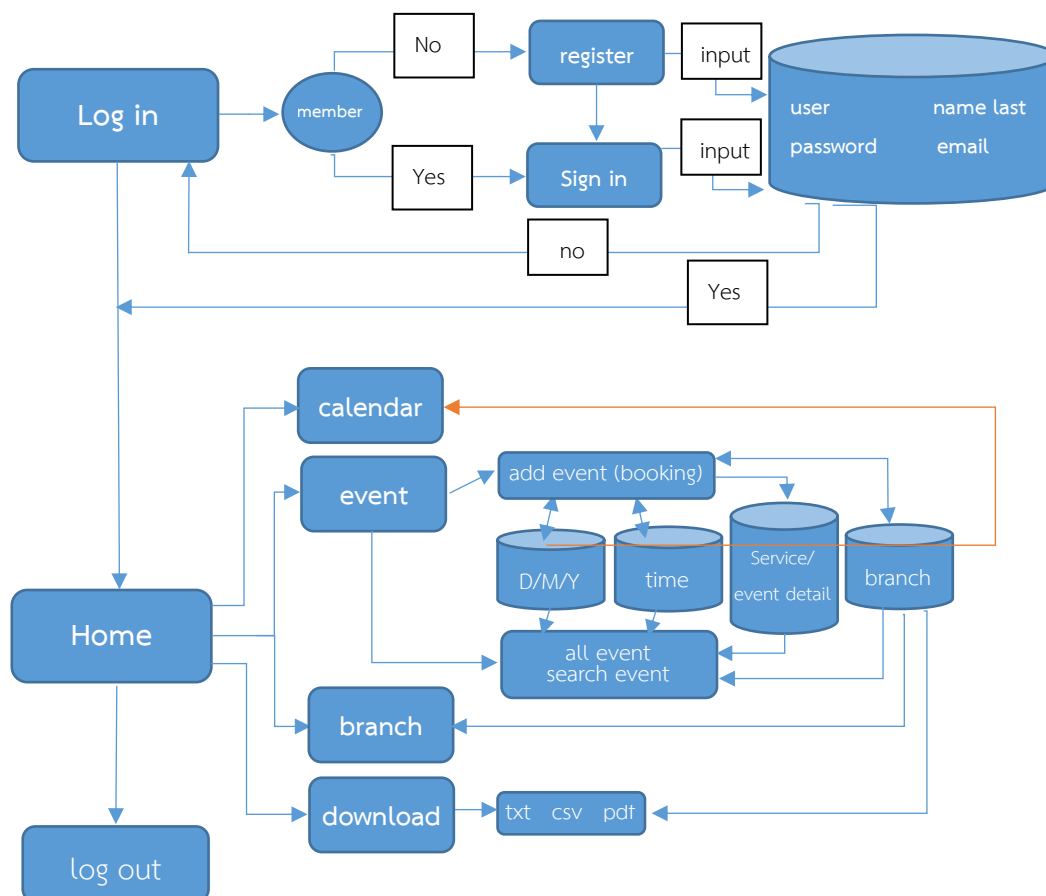 No
register
input
Log in
member
user name last
password email
Yes
Sign in
input
no
Yes
calendar
event
add event (booking)
D/M/Y
time
Service/
event detail
branch
Home
all event
search event
branch
download
txt csv pdf
log out